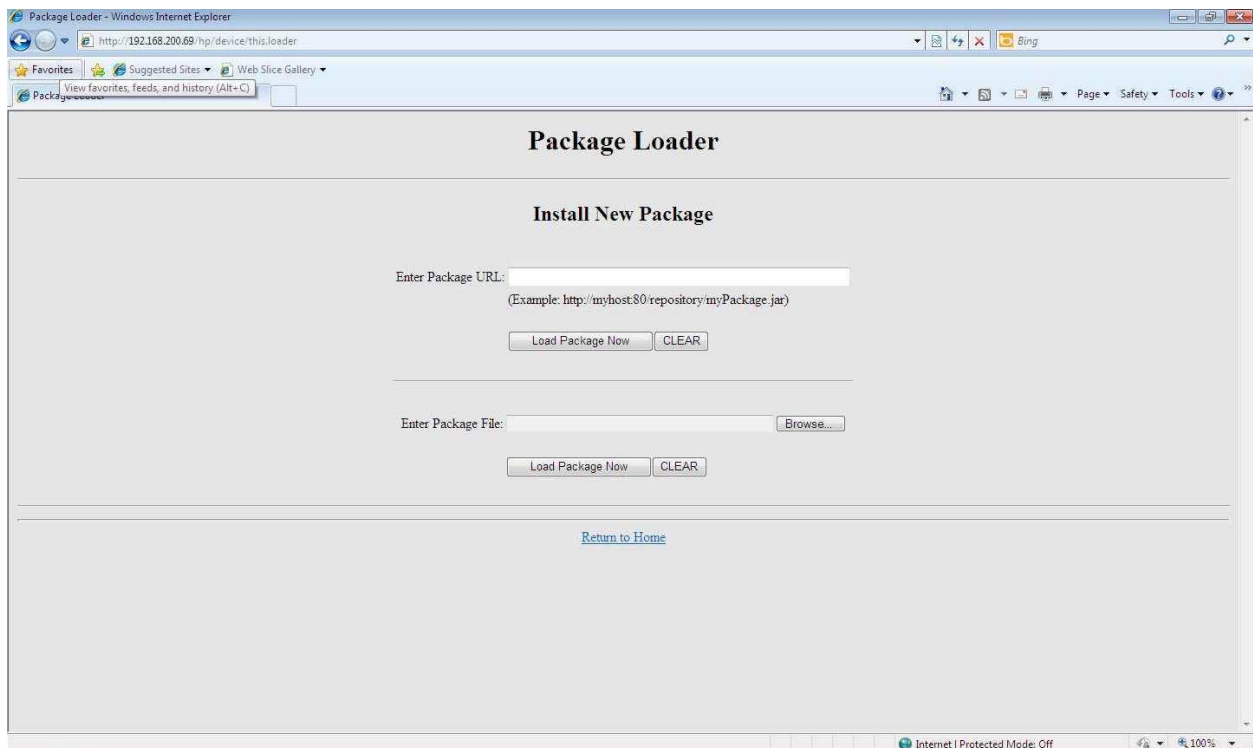 Package Loader - Windows Internet Explorer
http://192.168.200.69/hp/device/this.loader
Bing
Favorites Suggested Sites Web Slice Gallery
View favorites, feeds, and history (Alt+C)
Page Safety Tools
Package Loader
Install New Package
Enter Package URL:
(Example: http://myhost:80/repository/myPackage.jar)
Load Package Now CLEAR
Enter Package File: Browse...
Load Package Now CLEAR
Return to Home
Internet | Protected Mode: Off 100%